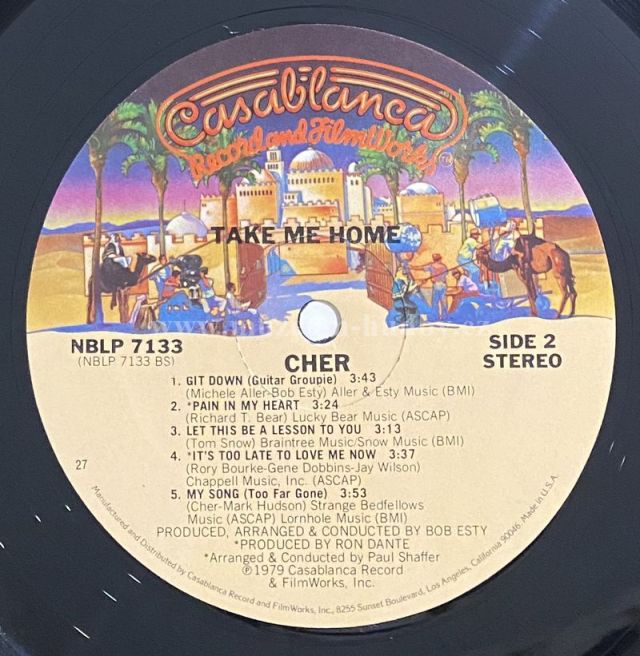 Casablanca
Record and FilmWorks
TM
TAKE ME HOME
NBLP 7133
(NBLP 7133 BS)
SIDE 2
STEREO
CHER
1. GIT DOWN (Guitar Groupie) 3:43
(Michele Aller-Bob Esty) Aller & Esty Music (BMI)
2. *PAIN IN MY HEART 3:24
(Richard T. Bear) Lucky Bear Music (ASCAP)
3. LET THIS BE A LESSON TO YOU 3:13
(Tom Snow) Braintree Music/Snow Music (BMI)
4. *IT'S TOO LATE TO LOVE ME NOW 3:37
(Rory Bourke-Gene Dobbins-Jay Wilson)
Chappell Music, Inc. (ASCAP)
27
5. MY SONG (Too Far Gone) 3:53
(Cher-Mark Hudson) Strange Bedfellows
Music (ASCAP) Lornhole Music (BMI)
PRODUCED, ARRANGED & CONDUCTED BY BOB ESTY
*PRODUCED BY RON DANTE
*Arranged & Conducted by Paul Shaffer
℗1979 Casablanca Record
& FilmWorks, Inc.
Manufactured and Distributed by Casablanca Record and FilmWorks, Inc., 8255 Sunset Boulevard, Los Angeles, California 90046. Made in U.S.A.